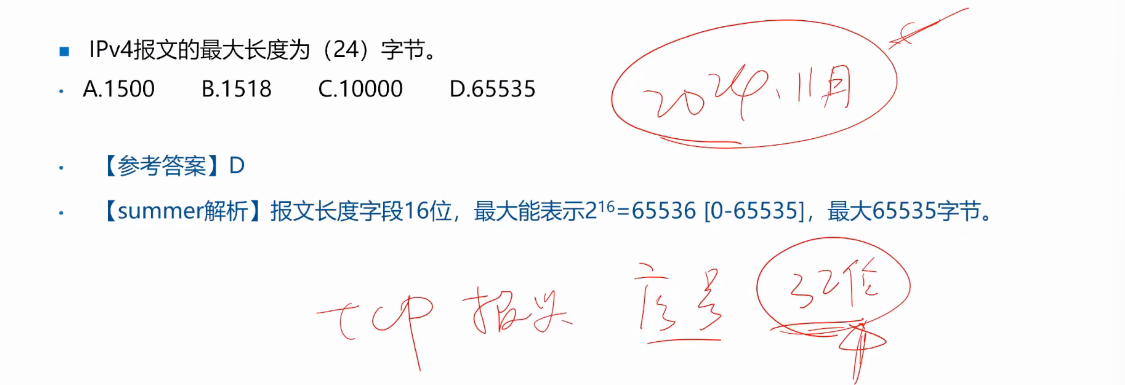 ■ IPv4报文的最大长度为（24）字节。
• A.1500 B.1518 C.10000 D.65535
2024.11月
• 【参考答案】D
• 【summer解析】报文长度字段16位，最大能表示2¹⁶=65536 [0-65535]，最大65535字节。
tCP 报头 序号 32位